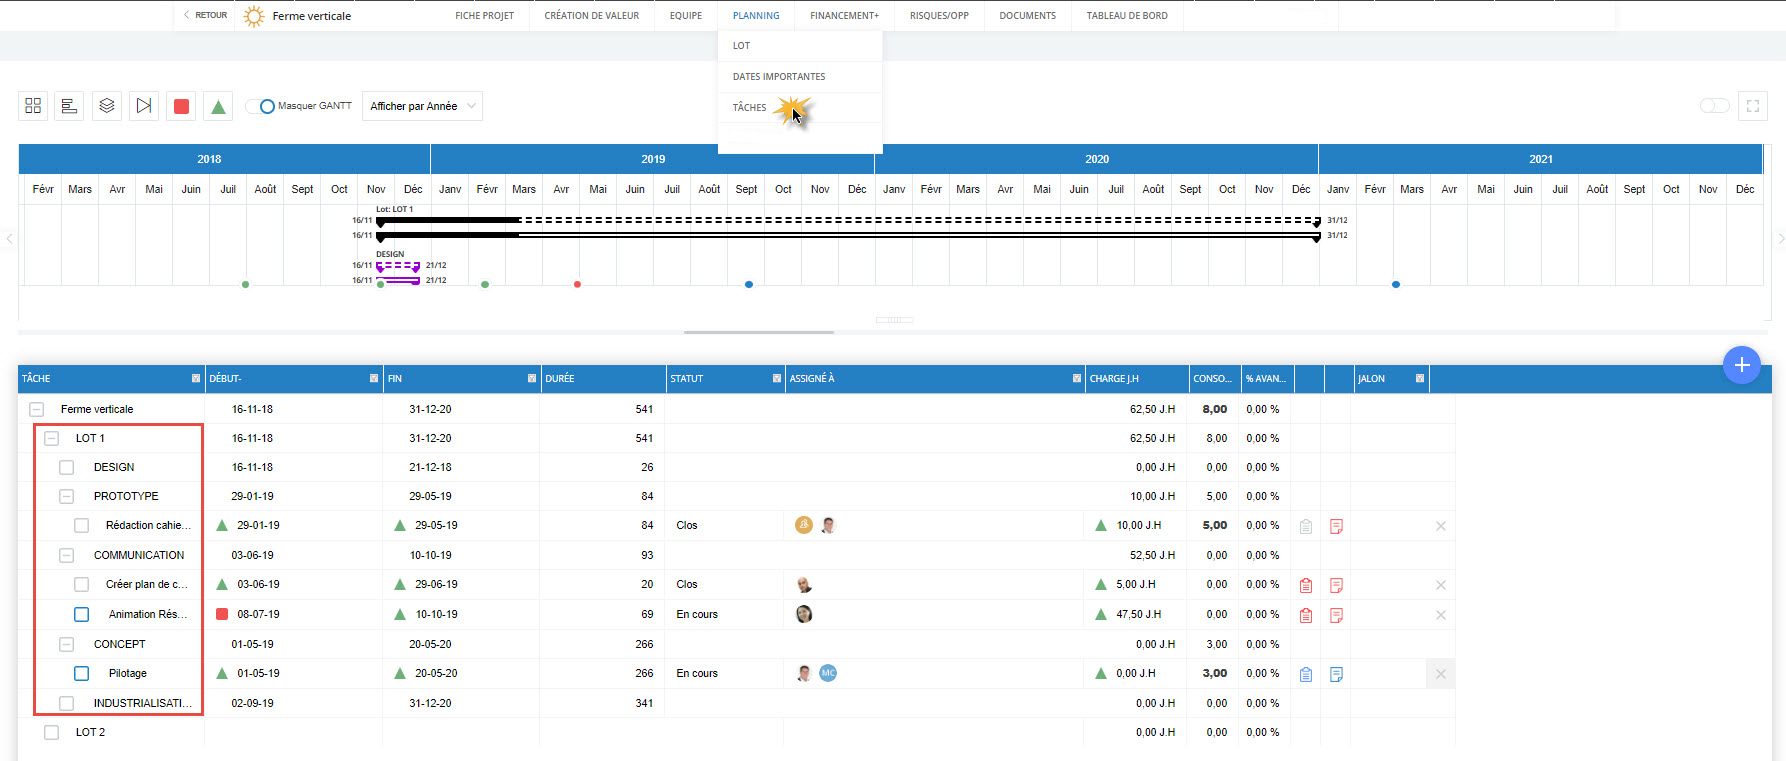 RETOUR Ferme verticale FICHE PROJET CRÉATION DE VALEUR EQUIPE PLANNING FINANCEMENT+ RISQUES/OPP DOCUMENTS TABLEAU DE BORD
LOT
DATES IMPORTANTES
TÂCHES
Masquer GANTT Afficher par Année
2018 2019 2020 2021
Févr Mars Avr Mai Juin Juil Août Sept Oct Nov Déc Janv Févr Mars Avr Mai Juin Juil Août Sept Oct Nov Déc Janv Févr Mars Avr Mai Juin Juil Août Sept Oct Nov Déc Janv Févr Mars Avr Mai Juin Juil Août Sept Oct Nov Déc
Lot: LOT 1
16/11 31/12
16/11 31/12
DESIGN
16/11 21/12
16/11 21/12
TÂCHE DÉBUT- FIN DURÉE STATUT ASSIGNÉ À CHARGE J.H CONSO... % AVAN... JALON
Ferme verticale 16-11-18 31-12-20 541 62,50 J.H 8,00 0,00 %
LOT 1 16-11-18 31-12-20 541 62,50 J.H 8,00 0,00 %
DESIGN 16-11-18 21-12-18 26 0,00 J.H 0,00 0,00 %
PROTOTYPE 29-01-19 29-05-19 84 10,00 J.H 5,00 0,00 %
Rédaction cahie... 29-01-19 29-05-19 84 Clos 10,00 J.H 5,00 0,00 %
COMMUNICATION 03-06-19 10-10-19 93 52,50 J.H 0,00 0,00 %
Créer plan de c... 03-06-19 29-06-19 20 Clos 5,00 J.H 0,00 0,00 %
Animation Rés... 08-07-19 10-10-19 69 En cours 47,50 J.H 0,00 0,00 %
CONCEPT 01-05-19 20-05-20 266 0,00 J.H 3,00 0,00 %
Pilotage 01-05-19 20-05-20 266 En cours MC 0,00 J.H 3,00 0,00 %
INDUSTRIALISATI... 02-09-19 31-12-20 341 0,00 J.H 0,00 0,00 %
LOT 2 0,00 J.H 0,00 0,00 %